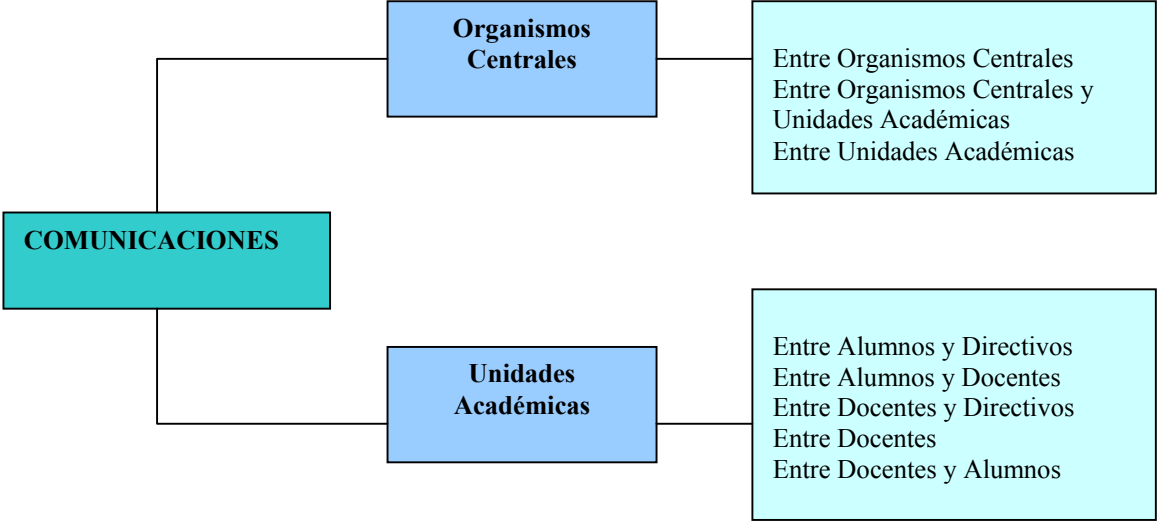 Organismos
Centrales
Entre Organismos Centrales
Entre Organismos Centrales y
Unidades Académicas
Entre Unidades Académicas
COMUNICACIONES
Unidades
Académicas
Entre Alumnos y Directivos
Entre Alumnos y Docentes
Entre Docentes y Directivos
Entre Docentes
Entre Docentes y Alumnos